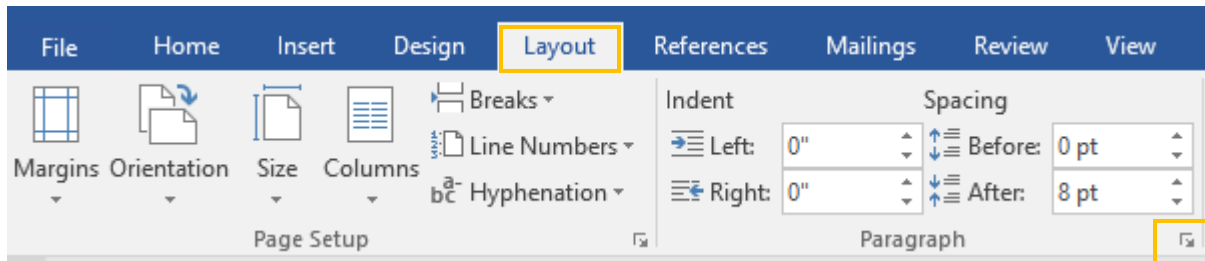 File Home Insert Design Layout References Mailings Review View
Breaks Indent Spacing
Line Numbers Left: 0" Before: 0 pt
Margins Orientation Size Columns
Hyphenation Right: 0" After: 8 pt
Page Setup Paragraph